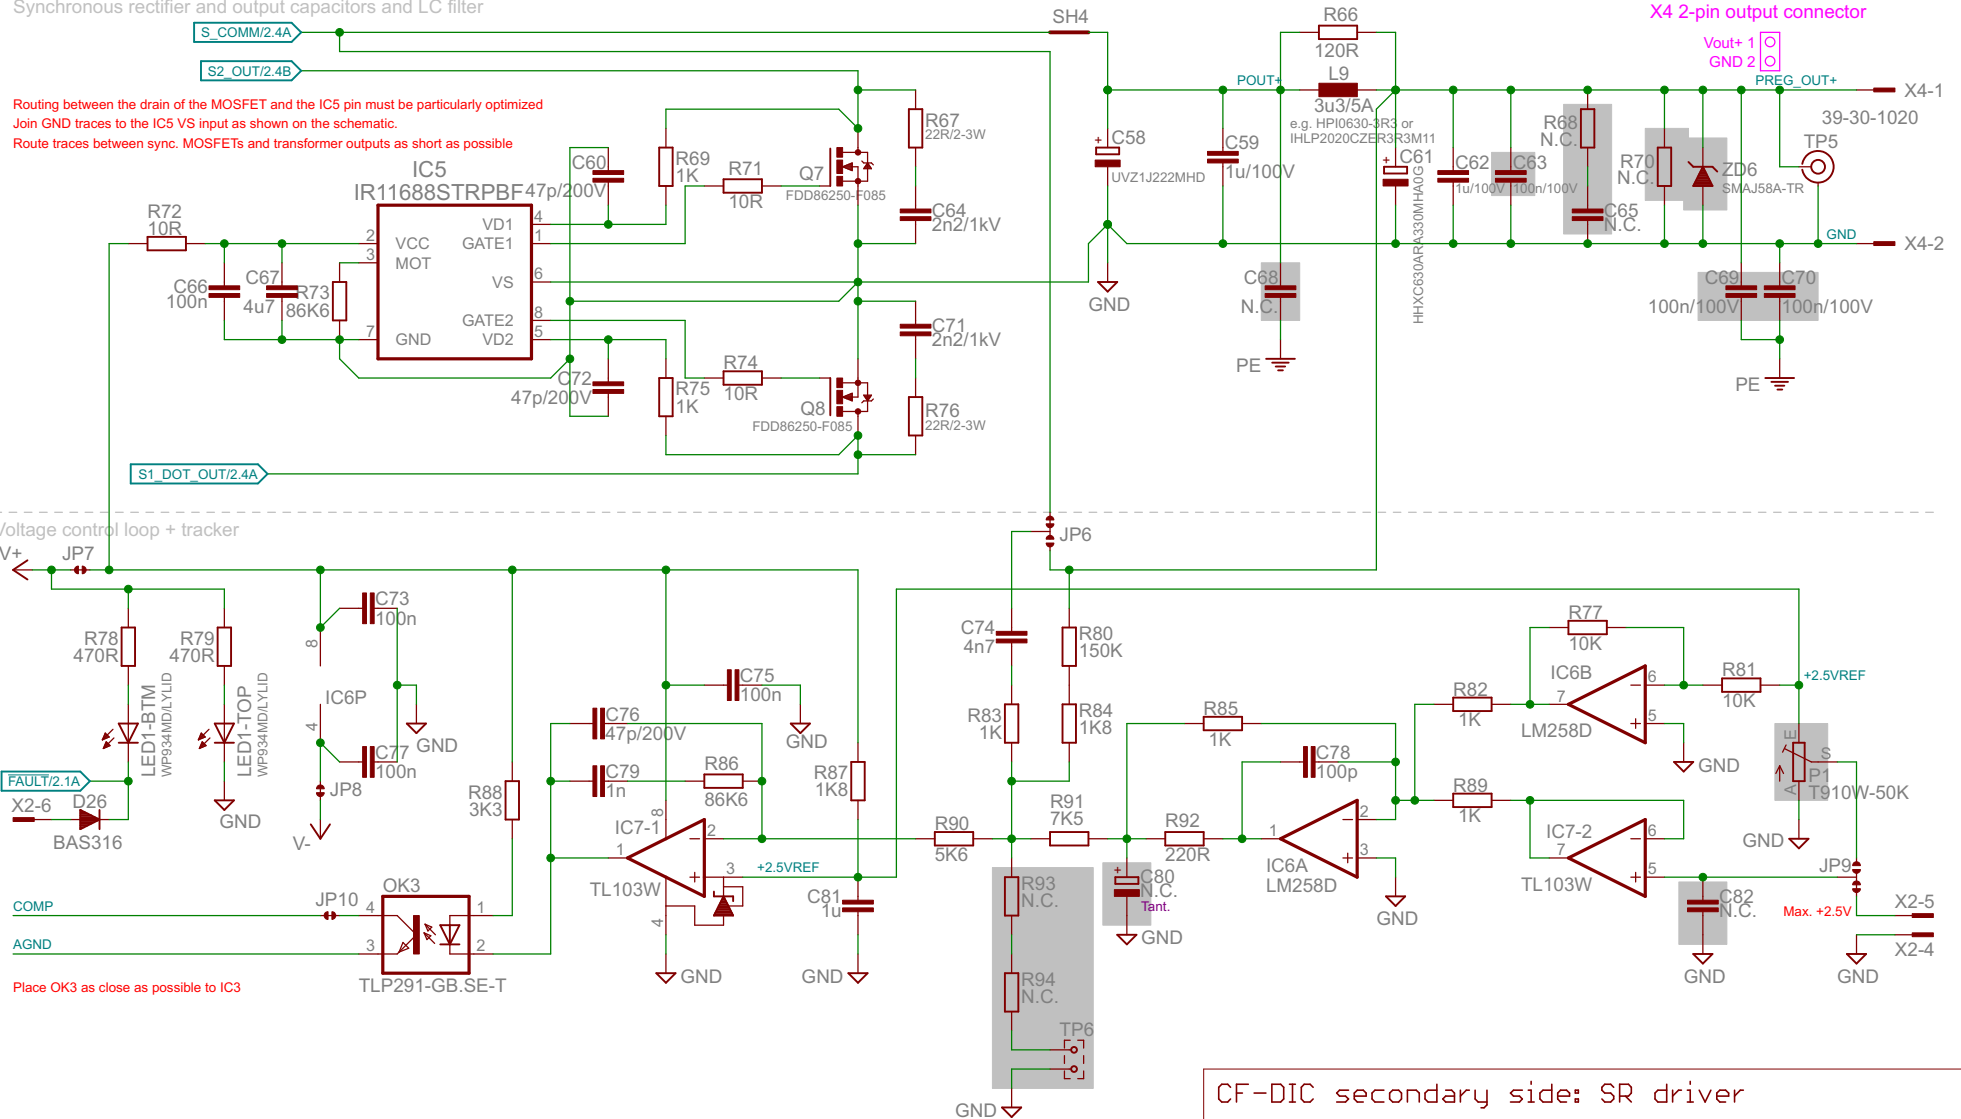 Synchronous rectifier and output capacitors and LC filter
S_COMM/2.4A
S2_OUT/2.4B
Routing between the drain of the MOSFET and the IC5 pin must be particularly optimized
Join GND traces to the IC5 VS input as shown on the schematic.
Route traces between sync. MOSFETs and transformer outputs as short as possible
IC5
IR11688STRPBF
VCC
MOT
GND
VD1
GATE1
VS
GATE2
VD2
2
3
7
4
1
6
8
5
R72
10R
C66
100n
C67
4u7
R73
86K6
C60
47p/200V
C72
47p/200V
R69
1K
R71
10R
Q7
FDD86250-F085
R67
22R/2-3W
C64
2n2/1kV
C71
2n2/1kV
R74
10R
R75
1K
Q8
FDD86250-F085
R76
22R/2-3W
S1_DOT_OUT/2.4A
SH4
C58
UVZ1J222MHD
GND
C59
1u/100V
POUT+
R66
120R
L9
3u3/5A
e.g. HPI0630-3R3 or
IHLP2020CZER3R3M11
C61
HHXC630ARA330MHA0G
C62
1u/100V
C63
100n/100V
R68
N.C.
C65
N.C.
R70
N.C.
ZD6
SMAJ58A-TR
C68
N.C.
PE
C69
100n/100V
C70
100n/100V
PE
X4 2-pin output connector
Vout+ 1
GND 2
PREG_OUT+
X4-1
39-30-1020
TP5
GND
X4-2
Voltage control loop + tracker
V+
JP7
R78
470R
R79
470R
LED1-BTM
WP934MD/LYLID
LED1-TOP
WP934MD/LYLID
FAULT/2.1A
X2-6
D26
BAS316
GND
C73
100n
8
IC6P
4
C77
100n
GND
JP8
V-
R88
3K3
C75
100n
GND
C76
47p/200V
C79
1n
R86
86K6
R87
1K8
IC7-1
TL103W
8
1
2
3
4
+2.5VREF
GND
C81
1u
GND
COMP
AGND
JP10
OK3
4
3
1
2
TLP291-GB.SE-T
Place OK3 as close as possible to IC3
JP6
C74
4n7
R80
150K
R83
1K
R84
1K8
R90
5K6
R91
7K5
R85
1K
R92
220R
C78
100p
IC6A
LM258D
1
2
3
GND
C80
N.C.
Tant.
GND
R93
N.C.
R94
N.C.
TP6
GND
R77
10K
IC6B
LM258D
7
6
5
GND
R81
10K
+2.5VREF
R82
1K
R89
1K
IC7-2
TL103W
7
6
5
E
S
A
P1
T910W-50K
GND
JP9
C82
N.C.
GND
Max. +2.5V
X2-5
X2-4
GND
CF-DIC secondary side: SR driver